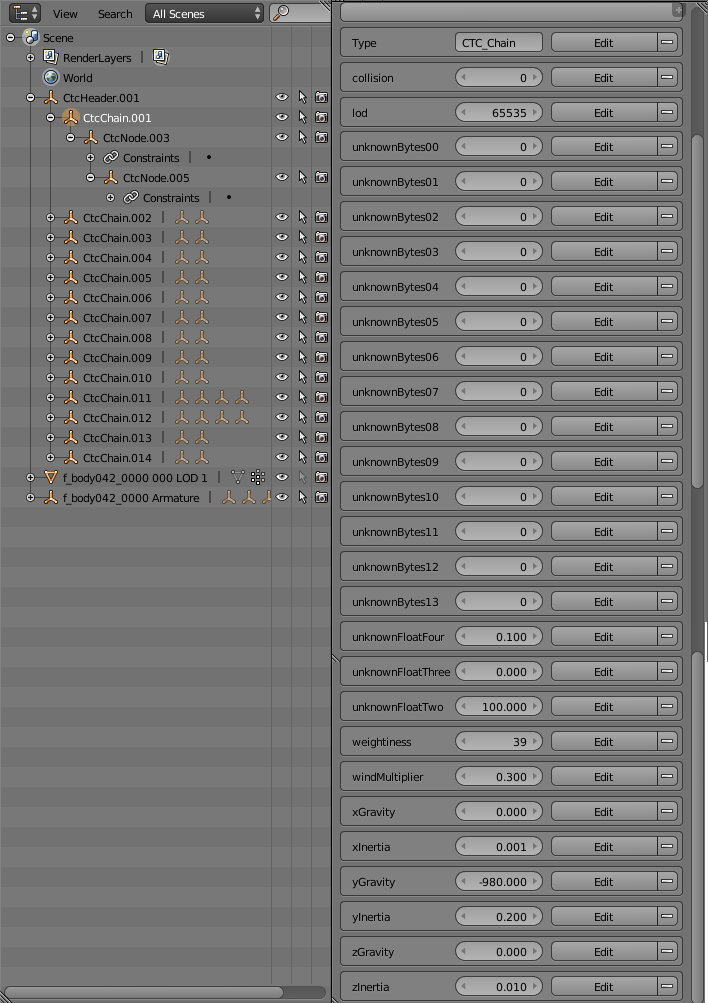 View Search All Scenes
Scene
RenderLayers
World
CtcHeader.001
CtcChain.001
CtcNode.003
Constraints
CtcNode.005
Constraints
CtcChain.002
CtcChain.003
CtcChain.004
CtcChain.005
CtcChain.006
CtcChain.007
CtcChain.008
CtcChain.009
CtcChain.010
CtcChain.011
CtcChain.012
CtcChain.013
CtcChain.014
f_body042_0000 000 LOD 1
f_body042_0000 Armature
Type CTC_Chain Edit
collision 0 Edit
lod 65535 Edit
unknownBytes00 0 Edit
unknownBytes01 0 Edit
unknownBytes02 0 Edit
unknownBytes03 0 Edit
unknownBytes04 0 Edit
unknownBytes05 0 Edit
unknownBytes06 0 Edit
unknownBytes07 0 Edit
unknownBytes08 0 Edit
unknownBytes09 0 Edit
unknownBytes10 0 Edit
unknownBytes11 0 Edit
unknownBytes12 0 Edit
unknownBytes13 0 Edit
unknownFloatFour 0.100 Edit
unknownFloatThree 0.000 Edit
unknownFloatTwo 100.000 Edit
weightiness 39 Edit
windMultiplier 0.300 Edit
xGravity 0.000 Edit
xInertia 0.001 Edit
yGravity -980.000 Edit
yInertia 0.200 Edit
zGravity 0.000 Edit
zInertia 0.010 Edit